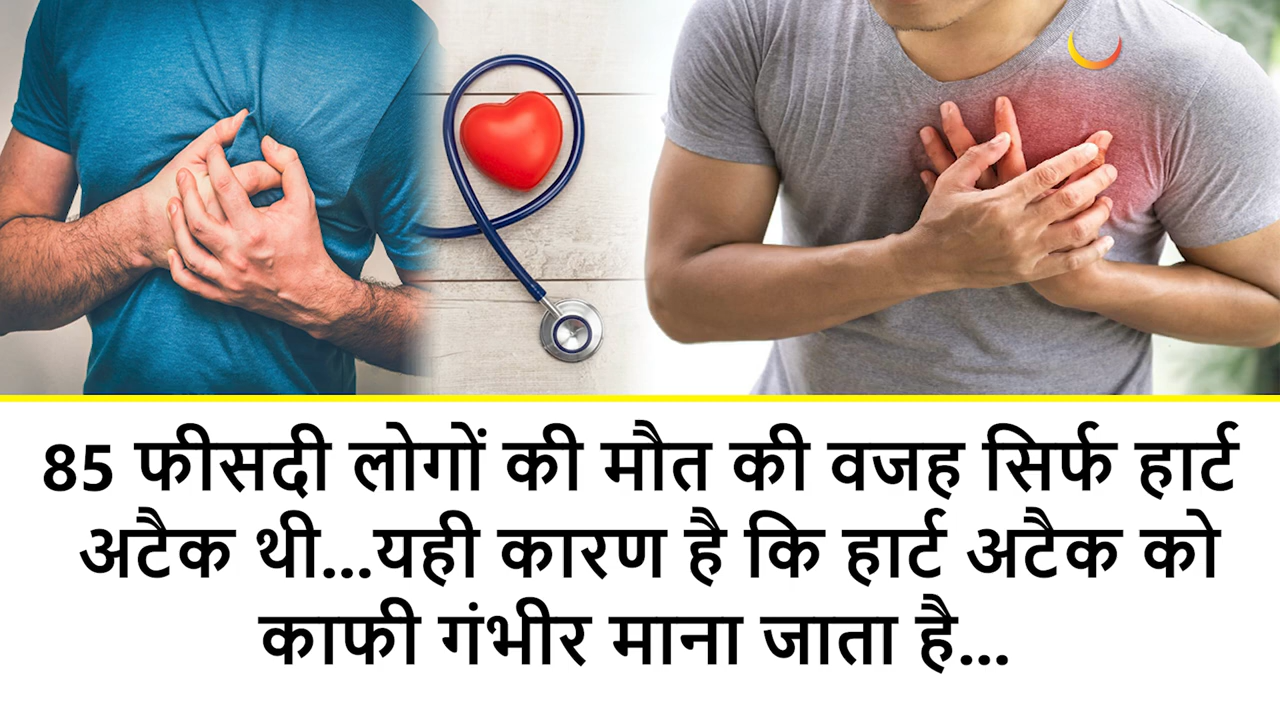 85 फीसदी लोगों की मौत की वजह सिर्फ हार्ट
अटैक थी...यही कारण है कि हार्ट अटैक को
काफी गंभीर माना जाता है...